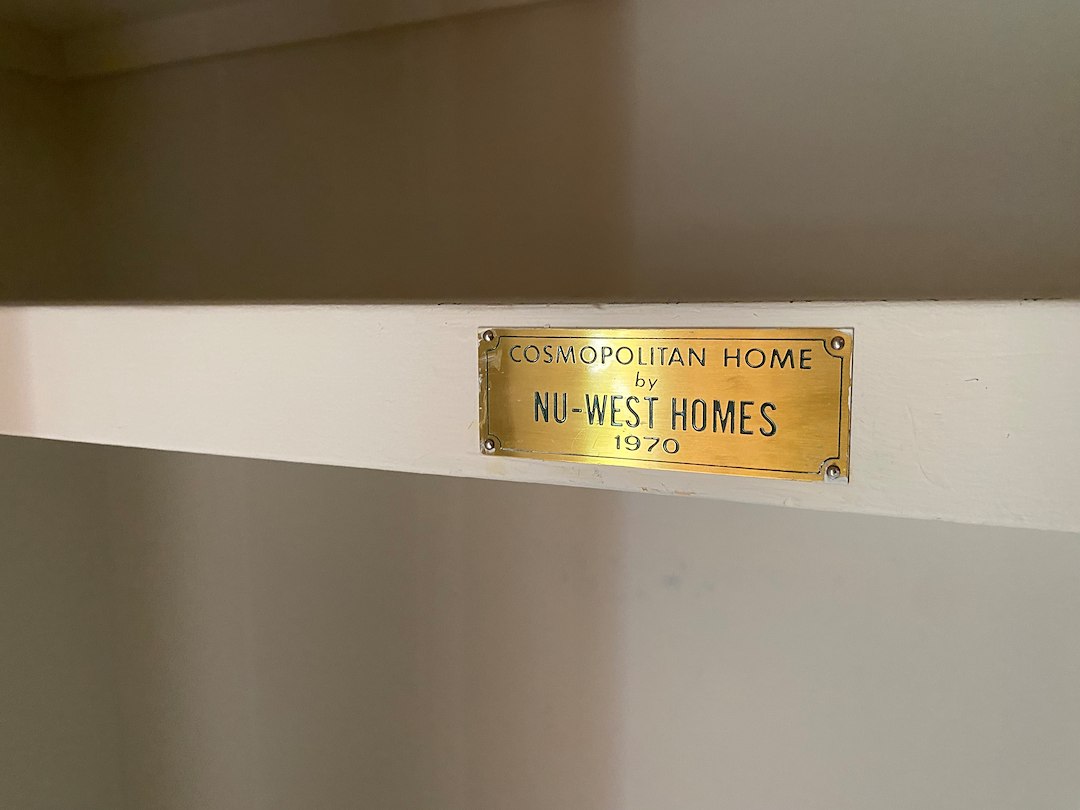 COSMOPOLITAN HOME
by
NU-WEST HOMES
1970